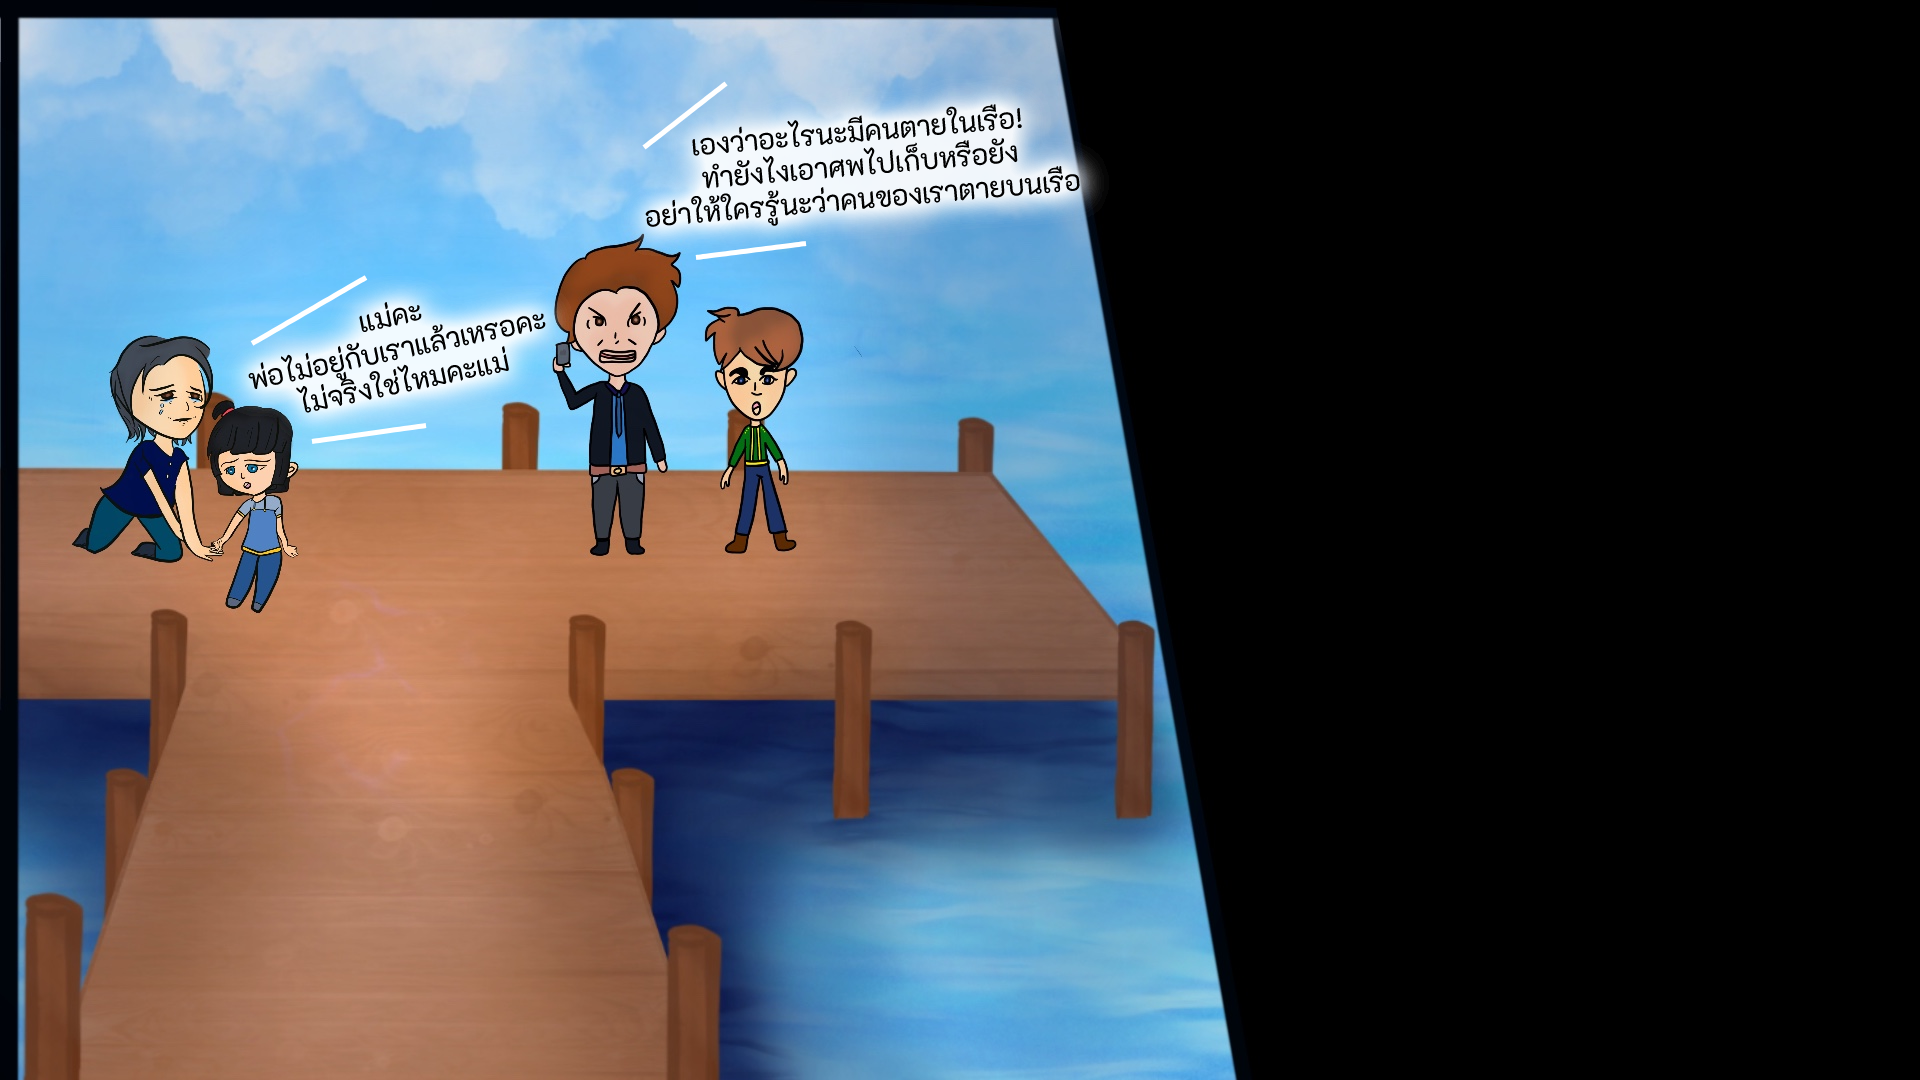 เองว่าอะไรนะมีคนตายในเรือ!
ทำยังไงเอาศพไปเก็บหรือยัง
อย่าให้ใครรู้นะว่าคนของเราตายบนเรือ
แม่คะ
พ่อไม่อยู่กับเราแล้วเหรอคะ
ไม่จริงใช่ไหมคะแม่